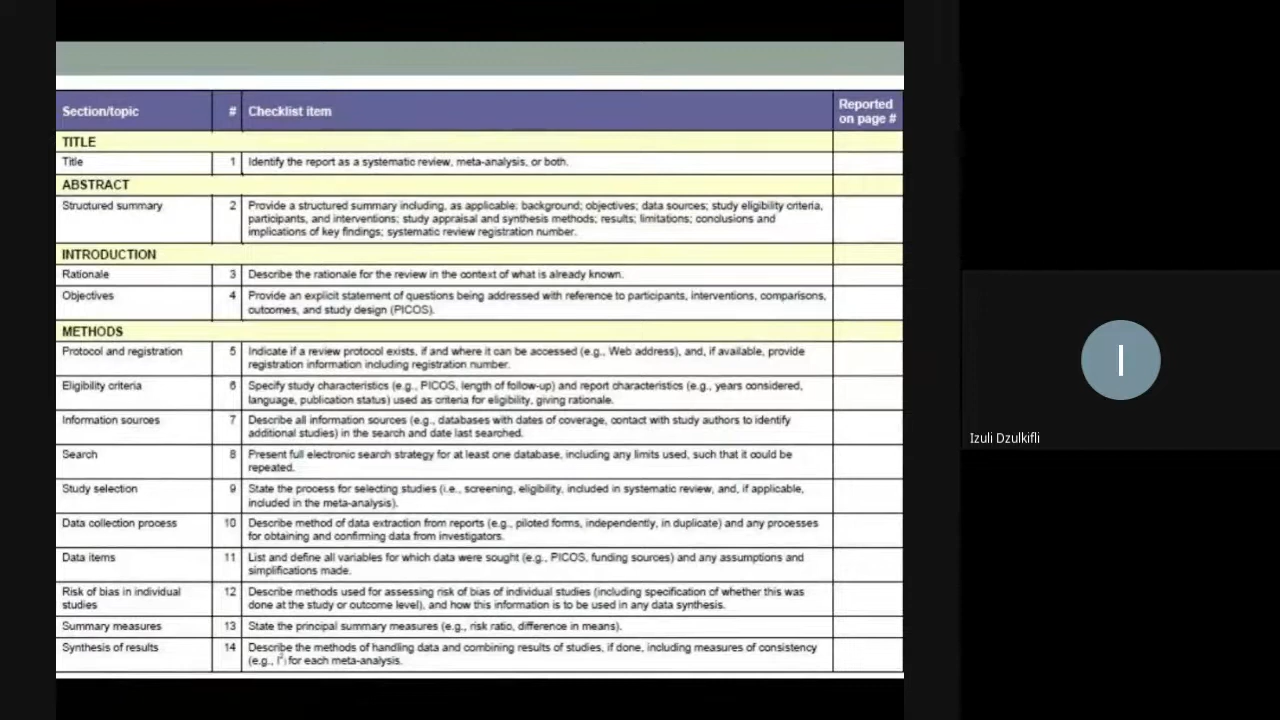 Section/topic # Checklist item Reported on page #
TITLE
Title 1 Identify the report as a systematic review, meta-analysis, or both.
ABSTRACT
Structured summary 2 Provide a structured summary including, as applicable: background; objectives; data sources; study eligibility criteria,
participants, and interventions; study appraisal and synthesis methods; results; limitations; conclusions and
implications of key findings; systematic review registration number.
INTRODUCTION
Rationale 3 Describe the rationale for the review in the context of what is already known.
Objectives 4 Provide an explicit statement of questions being addressed with reference to participants, interventions, comparisons,
outcomes, and study design (PICOS).
METHODS
Protocol and registration 5 Indicate if a review protocol exists, if and where it can be accessed (e.g., Web address), and, if available, provide
registration information including registration number.
Eligibility criteria 6 Specify study characteristics (e.g., PICOS, length of follow-up) and report characteristics (e.g., years considered,
language, publication status) used as criteria for eligibility, giving rationale.
Information sources 7 Describe all information sources (e.g., databases with dates of coverage, contact with study authors to identify
additional studies) in the search and date last searched.
Search 8 Present full electronic search strategy for at least one database, including any limits used, such that it could be
repeated.
Study selection 9 State the process for selecting studies (i.e., screening, eligibility, included in systematic review, and, if applicable,
included in the meta-analysis).
Data collection process 10 Describe method of data extraction from reports (e.g., piloted forms, independently, in duplicate) and any processes
for obtaining and confirming data from investigators.
Data items 11 List and define all variables for which data were sought (e.g., PICOS, funding sources) and any assumptions and
simplifications made.
Risk of bias in individual 12 Describe methods used for assessing risk of bias of individual studies (including specification of whether this was
studies done at the study or outcome level), and how this information is to be used in any data synthesis.
Summary measures 13 State the principal summary measures (e.g., risk ratio, difference in means).
Synthesis of results 14 Describe the methods of handling data and combining results of studies, if done, including measures of consistency
(e.g., I²) for each meta-analysis.
I
Izuli Dzulkifli